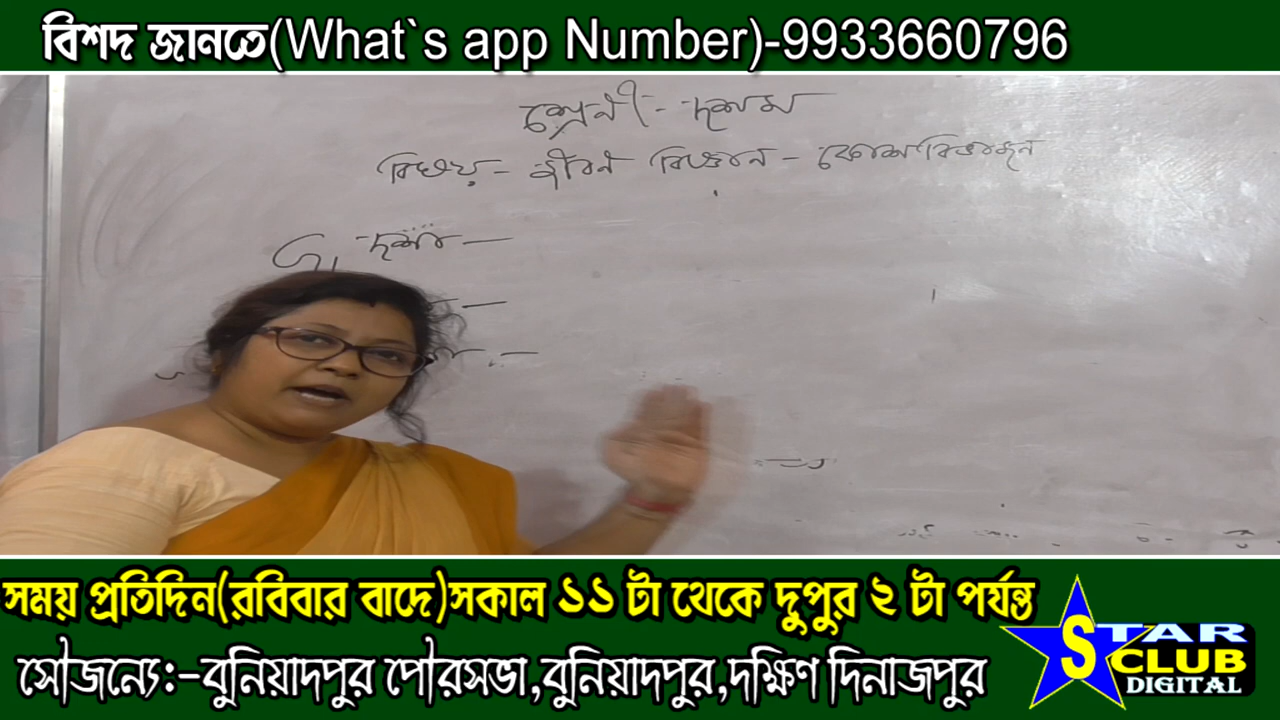 বিশদ জানতে(What`s app Number)-9933660796
শ্রেনী :- দশম
বিষয় - জীবন বিজ্ঞান - কোশ বিভাজন
দশা —
সময় প্রতিদিন(রবিবার বাদে)সকাল ১১ টা থেকে দুপুর ২ টা পর্যন্ত
সৌজন্যে:-বুনিয়াদপুর পৌরসভা,বুনিয়াদপুর,দক্ষিণ দিনাজপুর
STAR
CLUB
DIGITAL